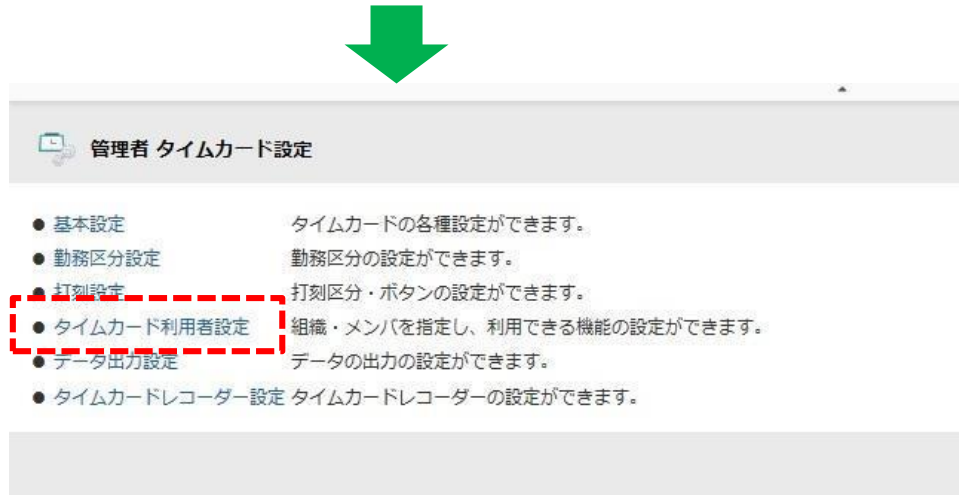 管理者 タイムカード設定
● 基本設定 タイムカードの各種設定ができます。
● 勤務区分設定 勤務区分の設定ができます。
● 打刻設定 打刻区分・ボタンの設定ができます。
● タイムカード利用者設定 組織・メンバを指定し、利用できる機能の設定ができます。
● データ出力設定 データの出力の設定ができます。
● タイムカードレコーダー設定 タイムカードレコーダーの設定ができます。